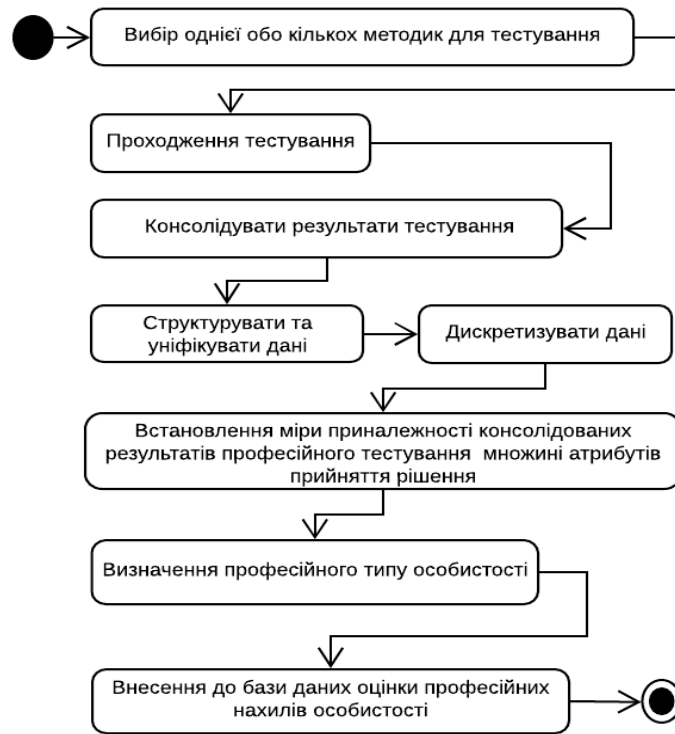 Вибір однієї або кількох методик для тестування
Проходження тестування
Консолідувати результати тестування
Структурувати та
уніфікувати дані
Дискретизувати дані
Встановлення міри приналежності консолідованих
результатів професійного тестування множині атрибутів
прийняття рішення
Визначення професійного типу особистості
Внесення до бази даних оцінки професійних
нахилів особистості